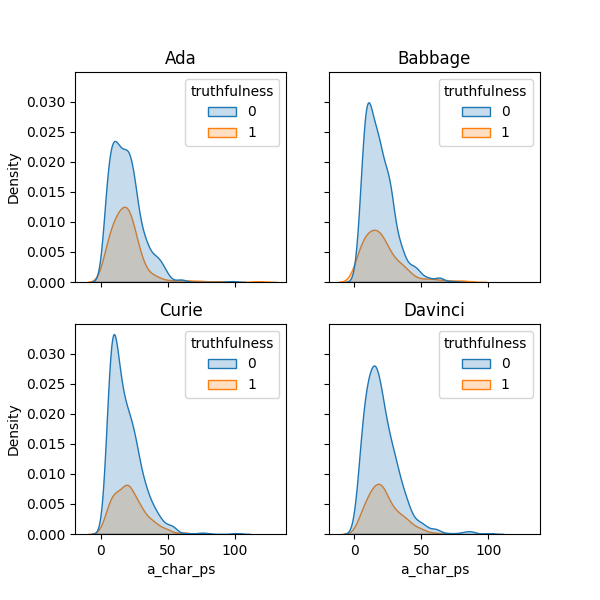 Ada
Babbage
truthfulness
0
1
truthfulness
0
1
Density
0.030
0.025
0.020
0.015
0.010
0.005
0.000
Curie
Davinci
truthfulness
0
1
truthfulness
0
1
Density
0.030
0.025
0.020
0.015
0.010
0.005
0.000
0 50 100
0 50 100
a_char_ps
a_char_ps